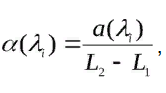 α(λᵢ) = a(λᵢ) / (L₂ − L₁),